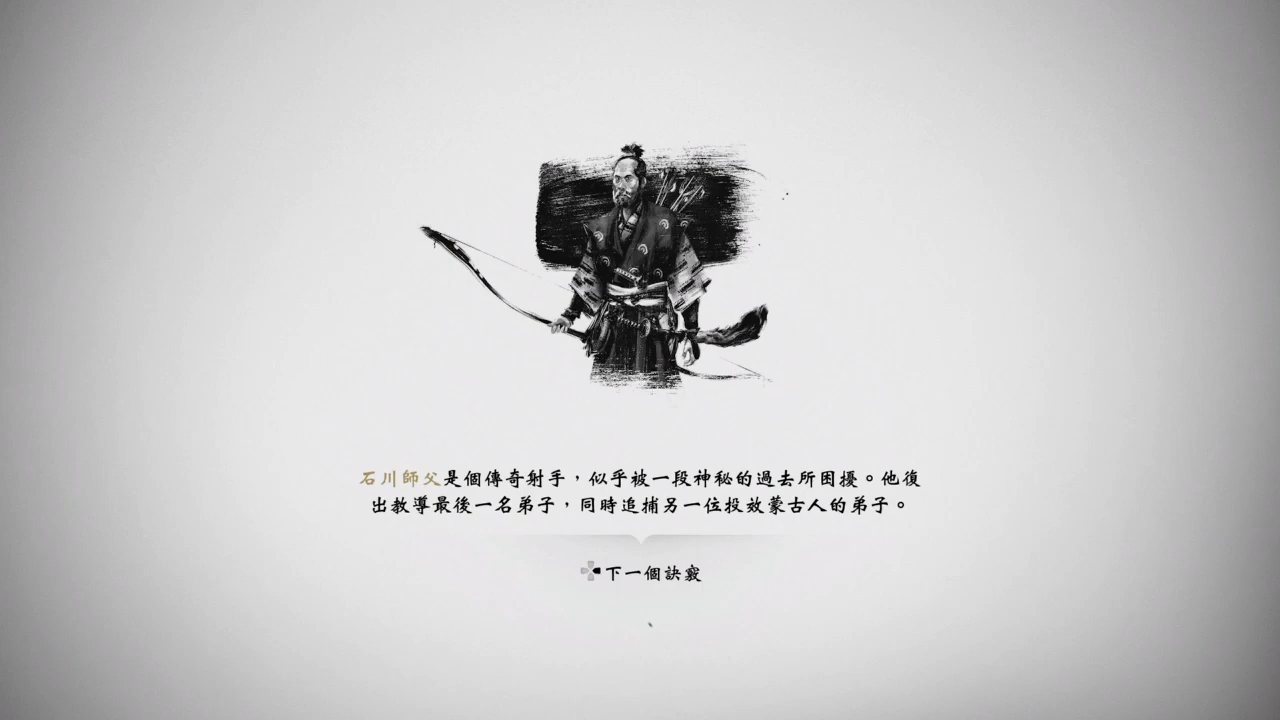 石川師父是個傳奇射手，似乎被一段神秘的過去所困擾。他復
出教導最後一名弟子，同時追捕另一位投效蒙古人的弟子。
下一個訣竅